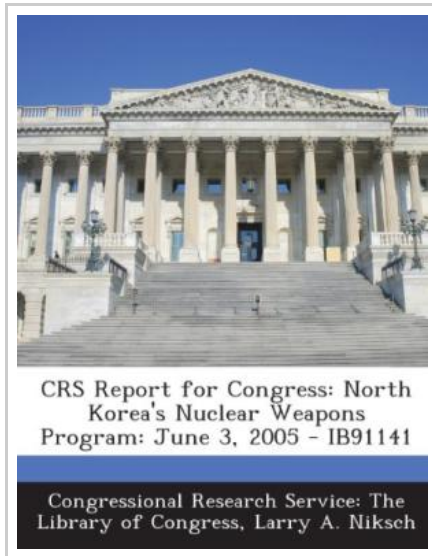 CRS Report for Congress: North
Korea's Nuclear Weapons
Program: June 3, 2005 - IB91141
Congressional Research Service: The
Library of Congress, Larry A. Niksch